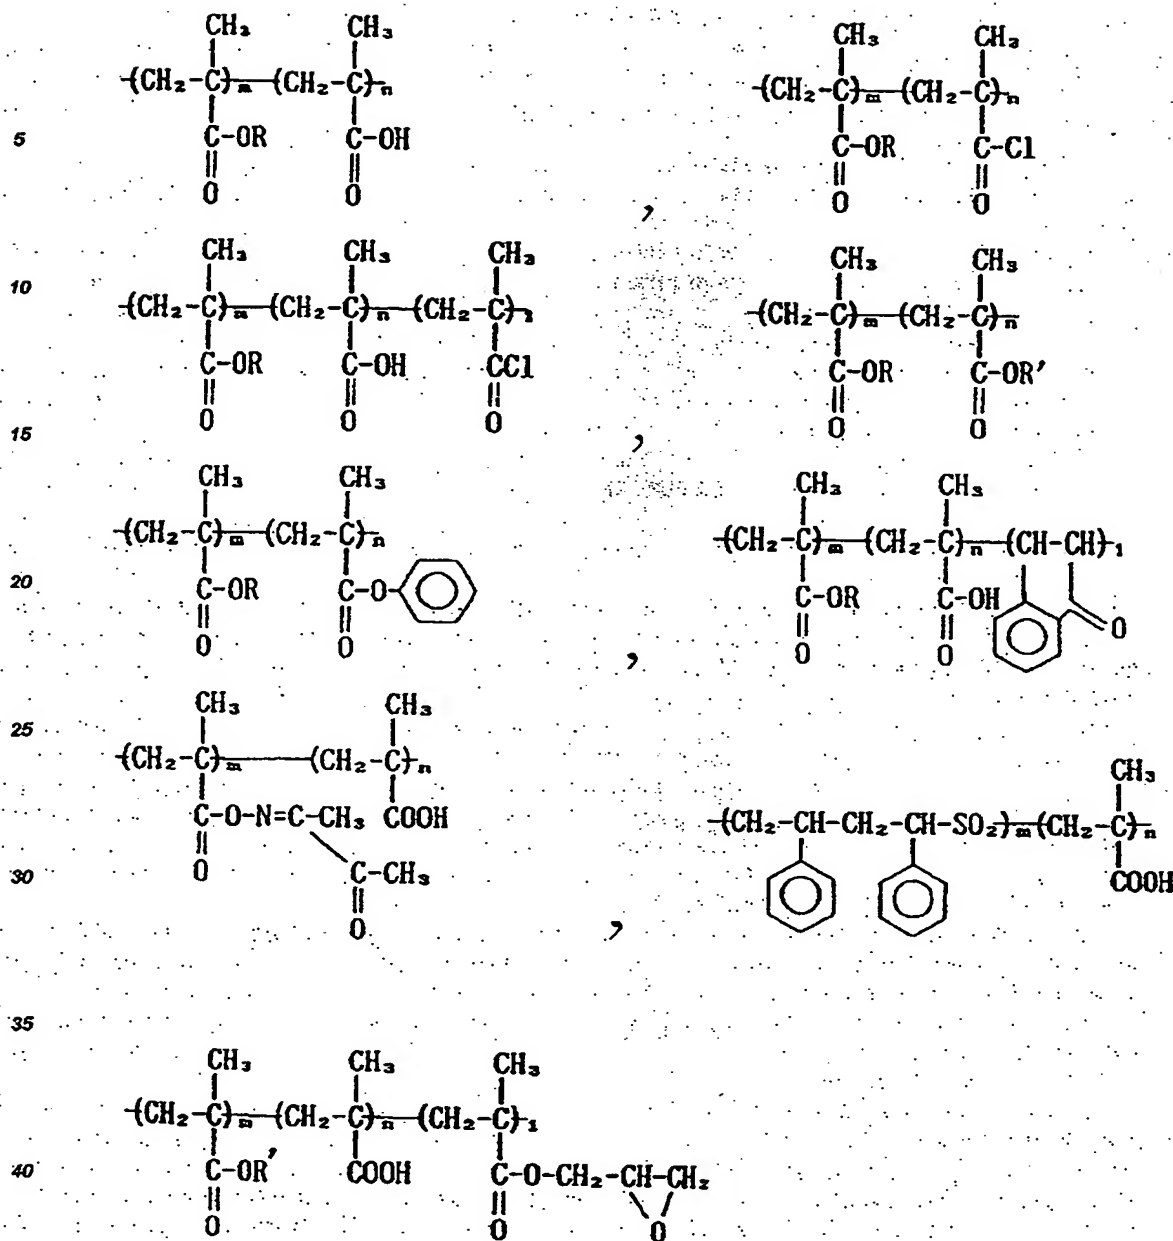 CH₃ CH₃ CH₃ CH₃
-(CH₂-C)ₘ—(CH₂-C)ₙ- -(CH₂-C)ₘ—(CH₂-C)ₙ-
5 C-OR C-OH C-OR C-Cl
O O , O O
CH₃ CH₃ CH₃ CH₃ CH₃
10 -(CH₂-C)ₘ—(CH₂-C)ₙ—(CH₂-C)ₗ -(CH₂-C)ₘ—(CH₂-C)ₙ-
C-OR C-OH CCl C-OR C-OR′
O O O O O
15 ,
CH₃ CH₃ CH₃ CH₃
-(CH₂-C)ₘ—(CH₂-C)ₙ -(CH₂-C)ₘ—(CH₂-C)ₙ—(CH-CH)ₗ
20 C-OR C-O- C-OR C-OH O
O O , O O
CH₃ CH₃
25 -(CH₂-C)ₘ——(CH₂-C)ₙ-
CH₃
C-O-N=C-CH₃ COOH -(CH₂-CH-CH₂-CH-SO₂)ₘ—(CH₂-C)ₙ-
O C-CH₃ COOH
30
O ,
35
CH₃ CH₃ CH₃
-(CH₂-C)ₘ—(CH₂-C)ₙ—(CH₂-C)ₗ
40 C-OR′ COOH C-O-CH₂-CH-CH₂
O O O